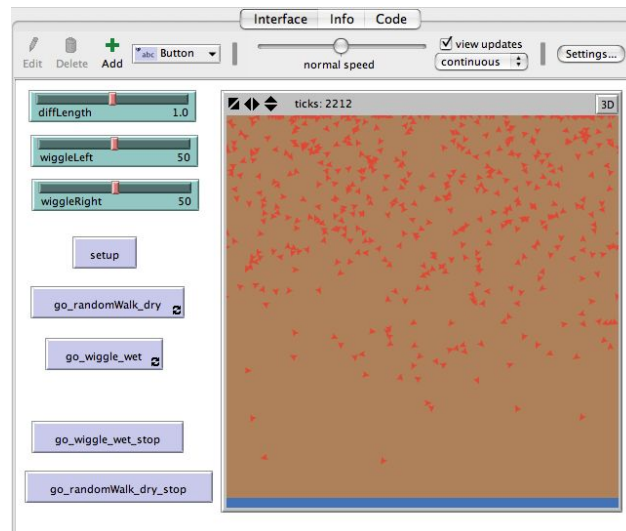 Interface Info Code
Edit Delete Add abc Button normal speed view updates continuous Settings...
ticks: 2212 3D
diffLength 1.0
wiggleLeft 50
wiggleRight 50
setup
go_randomWalk_dry
go_wiggle_wet
go_wiggle_wet_stop
go_randomWalk_dry_stop